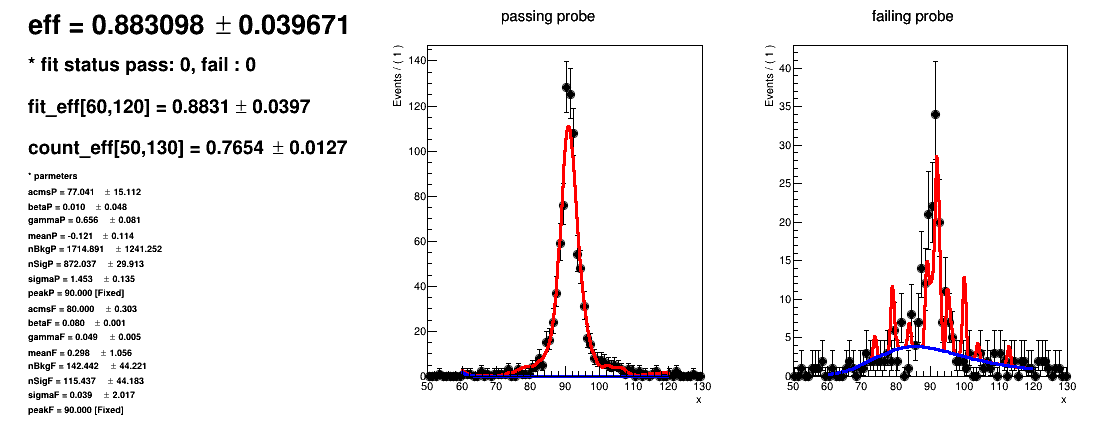 eff = 0.883098 ± 0.039671
* fit status pass: 0, fail : 0
fit_eff[60,120] = 0.8831 ± 0.0397
count_eff[50,130] = 0.7654 ± 0.0127
* parmeters
acmsP = 77.041 ± 15.112
betaP = 0.010 ± 0.048
gammaP = 0.656 ± 0.081
meanP = -0.121 ± 0.114
nBkgP = 1714.891 ± 1241.252
nSigP = 872.037 ± 29.913
sigmaP = 1.453 ± 0.135
peakP = 90.000 [Fixed]
acmsF = 80.000 ± 0.303
betaF = 0.080 ± 0.001
gammaF = 0.049 ± 0.005
meanF = 0.298 ± 1.056
nBkgF = 142.442 ± 44.221
nSigF = 115.437 ± 44.183
sigmaF = 0.039 ± 2.017
peakF = 90.000 [Fixed]
passing probe
Events / ( 1 )
140
120
100
80
60
40
20
0
50 60 70 80 90 100 110 120 130
x
failing probe
Events / ( 1 )
40
35
30
25
20
15
10
5
0
50 60 70 80 90 100 110 120 130
x